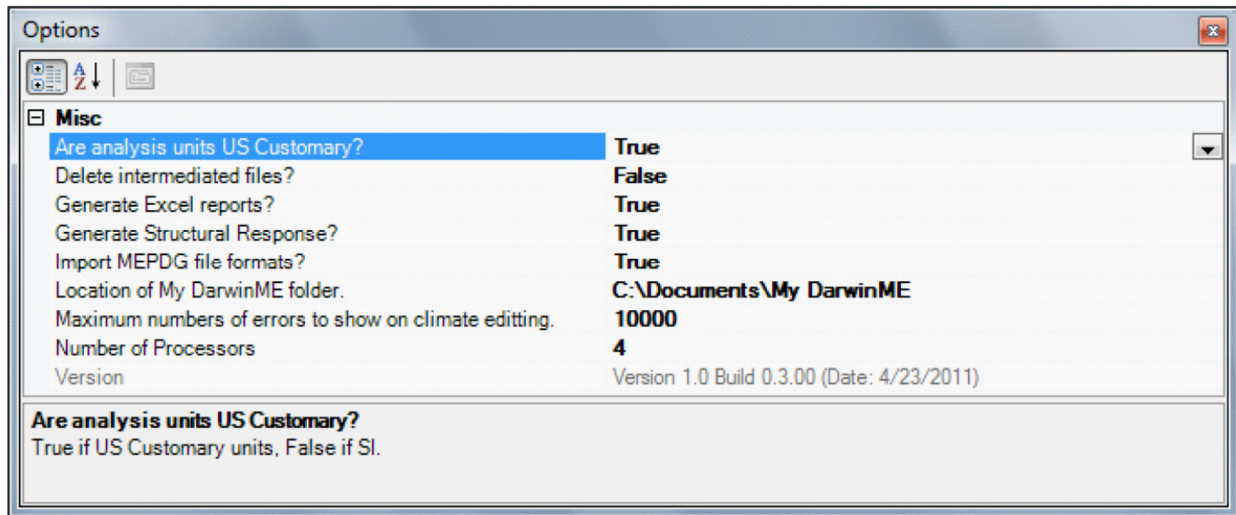 Options
Misc
Are analysis units US Customary? True
Delete intermediated files? False
Generate Excel reports? True
Generate Structural Response? True
Import MEPDG file formats? True
Location of My DarwinME folder. C:\Documents\My DarwinME
Maximum numbers of errors to show on climate editting. 10000
Number of Processors 4
Version Version 1.0 Build 0.3.00 (Date: 4/23/2011)
Are analysis units US Customary?
True if US Customary units, False if SI.